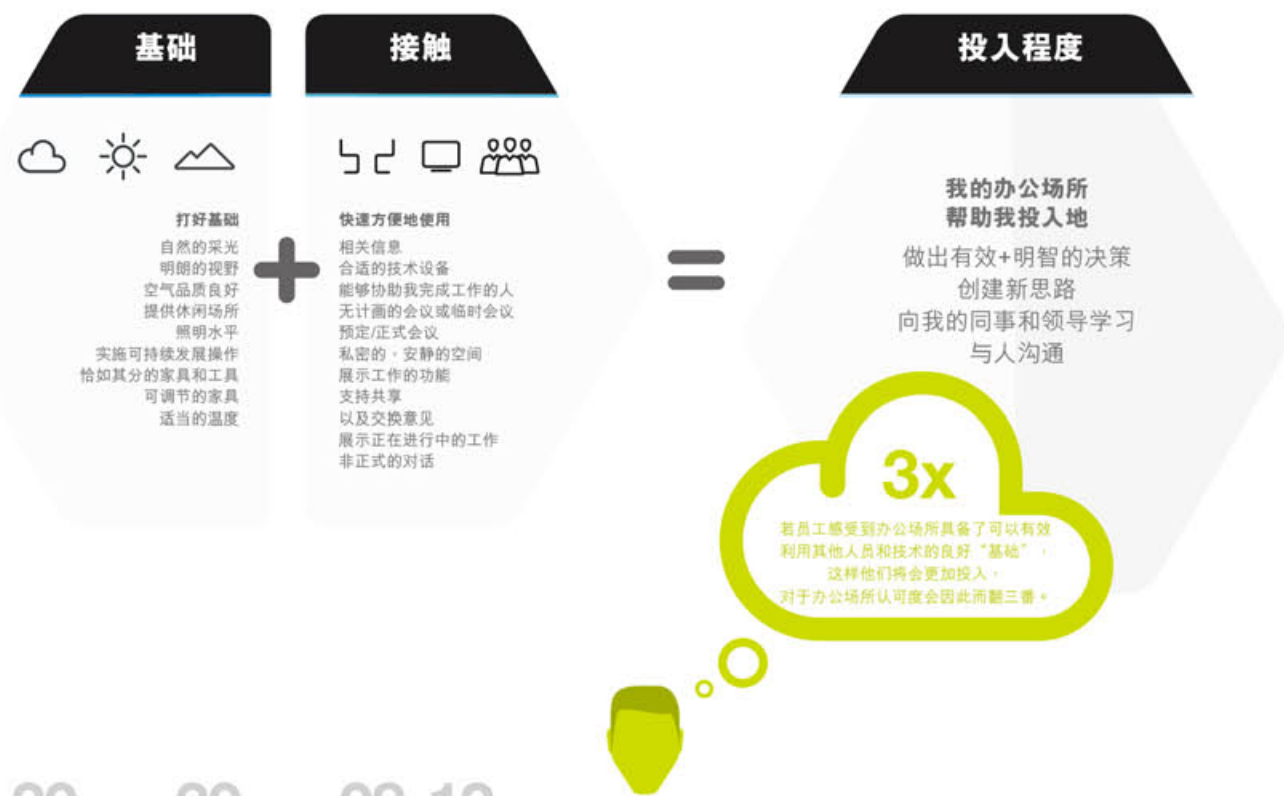 基础
接触
投入程度
打好基础
自然的采光
明朗的视野
空气品质良好
提供休闲场所
照明水平
实施可持续发展操作
恰如其分的家具和工具
可调节的家具
适当的温度
快速方便地使用
相关信息
合适的技术设备
能够协助我完成工作的人
无计画的会议或临时会议
预定/正式会议
私密的，安静的空间
展示工作的功能
支持共享
以及交换意见
展示正在进行中的工作
非正式的对话
我的办公场所
帮助我投入地
做出有效+明智的决策
创建新思路
向我的同事和领导学习
与人沟通
3x
若员工感受到办公场所具备了可以有效
利用其他人员和技术的良好“基础”，
这样他们将会更加投入，
对于办公场所认可度会因此而翻三番。